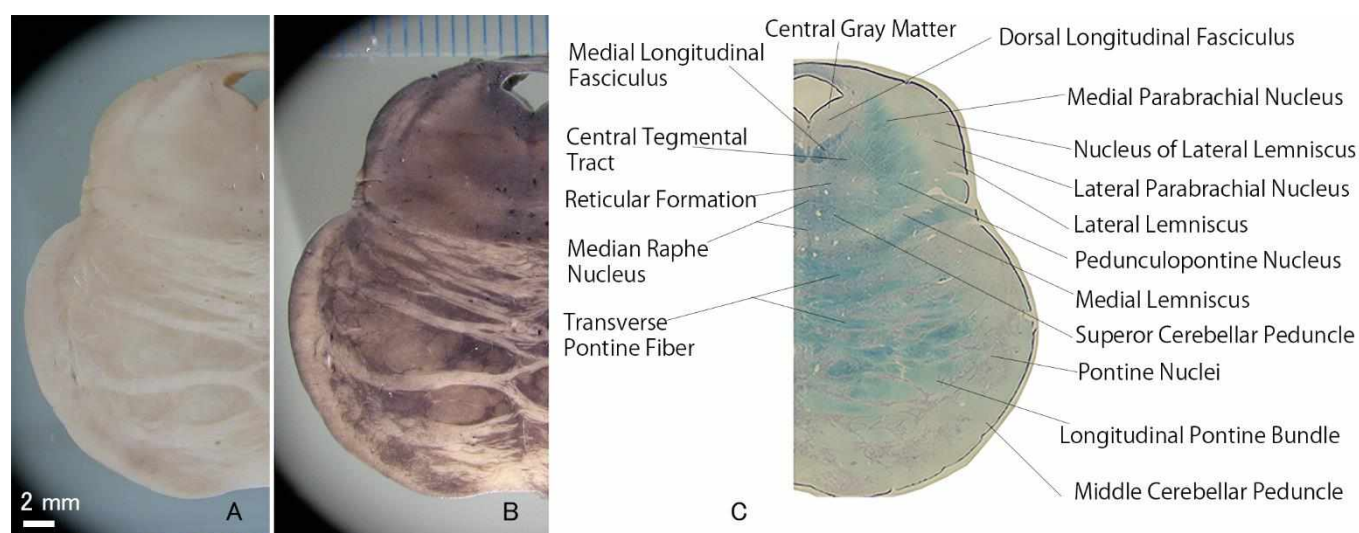 Central Gray Matter
Dorsal Longitudinal Fasciculus
Medial Longitudinal
Fasciculus
Medial Parabrachial Nucleus
Central Tegmental
Tract
Nucleus of Lateral Lemniscus
Lateral Parabrachial Nucleus
Reticular Formation
Lateral Lemniscus
Median Raphe
Nucleus
Pedunculopontine Nucleus
Medial Lemniscus
Transverse
Pontine Fiber
Superor Cerebellar Peduncle
Pontine Nuclei
Longitudinal Pontine Bundle
Middle Cerebellar Peduncle
2 mm
A
B
C